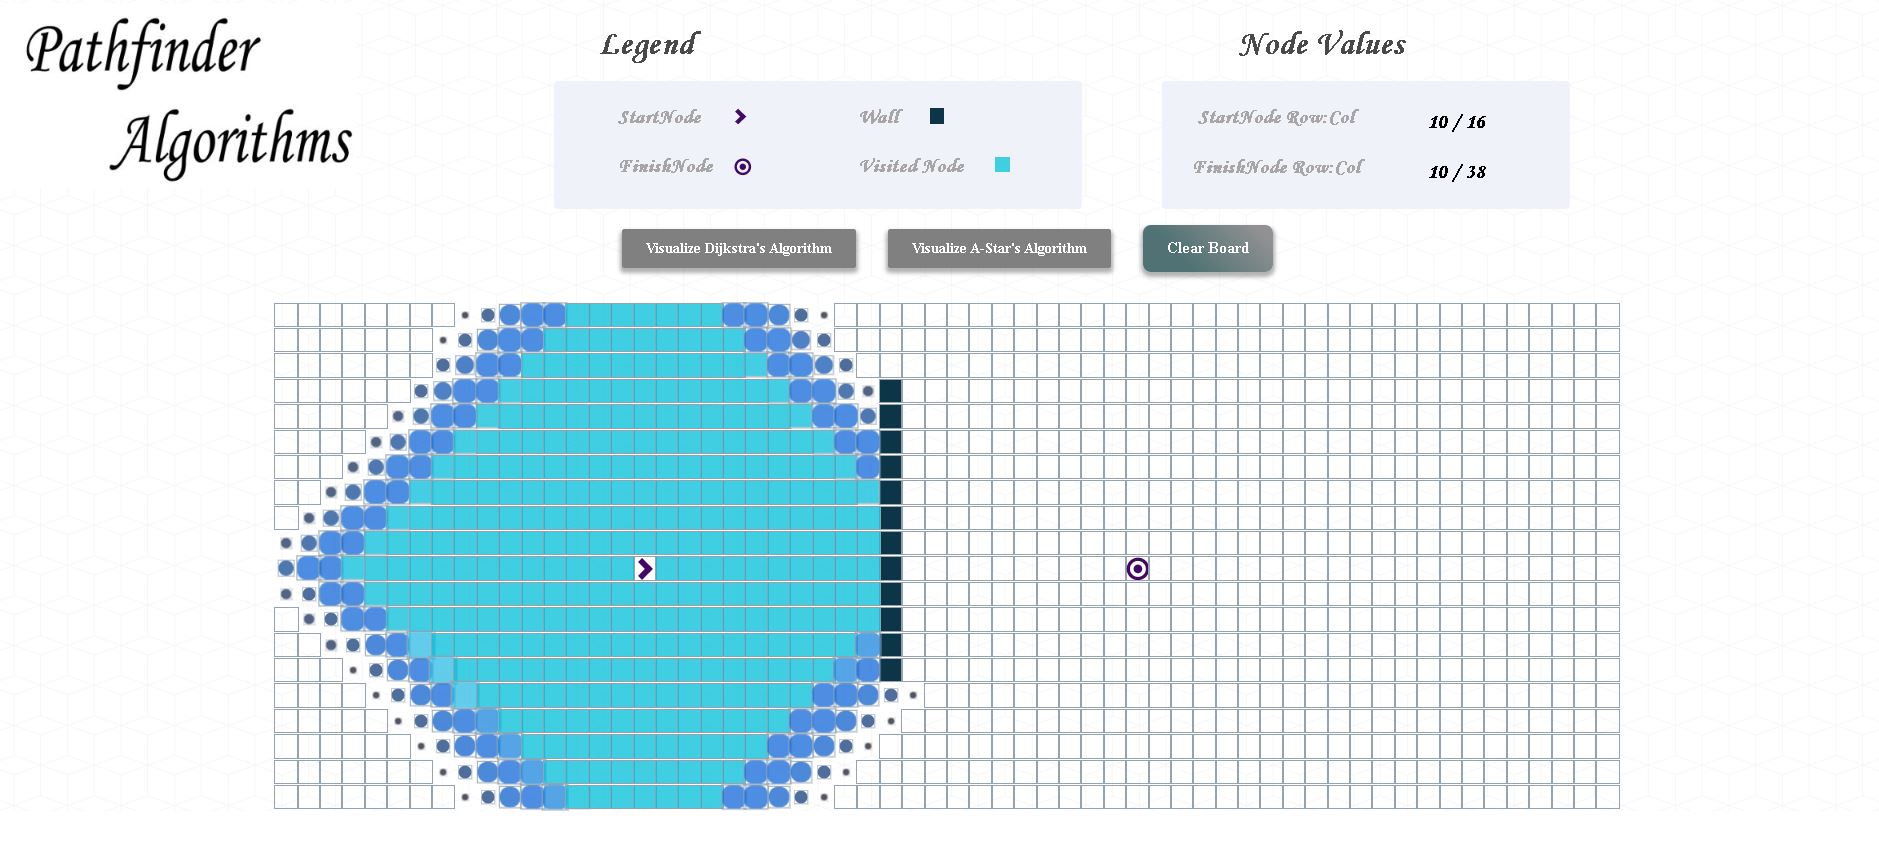 Pathfinder
Algorithms
Legend
StartNode
Wall
FinishNode
Visited Node
Node Values
StartNode Row:Col 10 / 16
FinishNode Row:Col 10 / 38
Visualize Dijkstra's Algorithm
Visualize A-Star's Algorithm
Clear Board